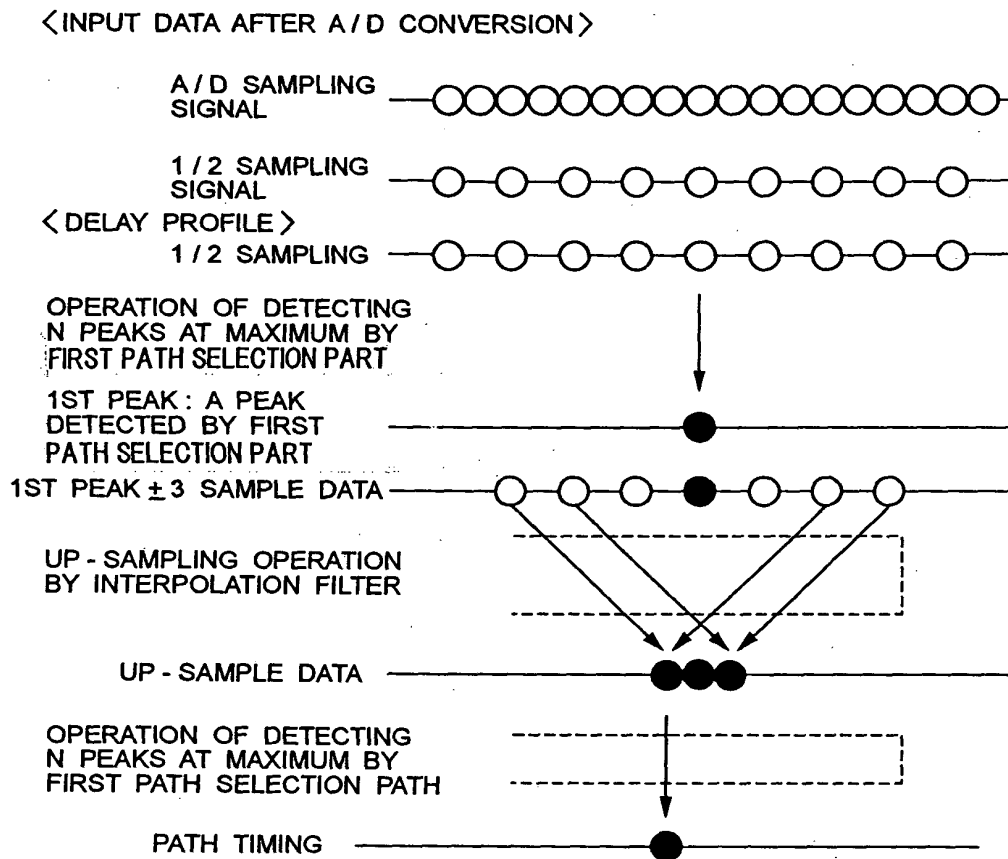 <INPUT DATA AFTER A/D CONVERSION>
A/D SAMPLING
SIGNAL
1/2 SAMPLING
SIGNAL
<DELAY PROFILE>
1/2 SAMPLING
OPERATION OF DETECTING
N PEAKS AT MAXIMUM BY
FIRST PATH SELECTION PART
1ST PEAK: A PEAK
DETECTED BY FIRST
PATH SELECTION PART
1ST PEAK ± 3 SAMPLE DATA
UP-SAMPLING OPERATION
BY INTERPOLATION FILTER
UP-SAMPLE DATA
OPERATION OF DETECTING
N PEAKS AT MAXIMUM BY
FIRST PATH SELECTION PATH
PATH TIMING